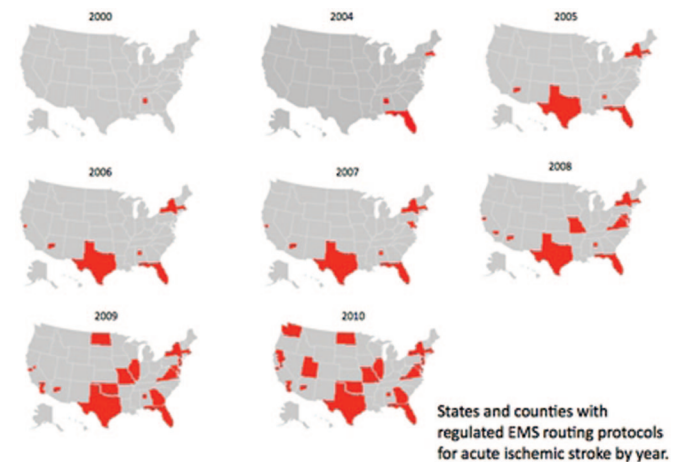 2000
2004
2005
2006
2007
2008
2009
2010
States and counties with
regulated EMS routing protocols
for acute ischemic stroke by year.